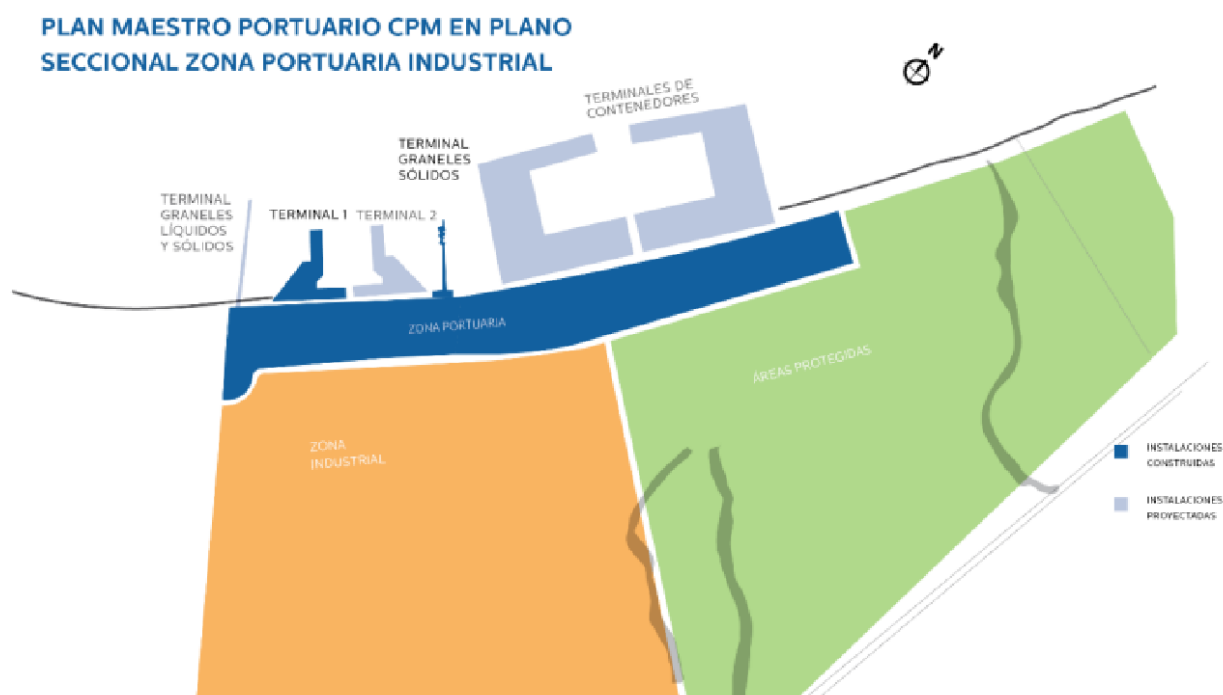 PLAN MAESTRO PORTUARIO CPM EN PLANO
SECCIONAL ZONA PORTUARIA INDUSTRIAL
N
TERMINALES DE
CONTENEDORES
TERMINAL
GRANELES
SÓLIDOS
TERMINAL
GRANELES
LÍQUIDOS
Y SÓLIDOS
TERMINAL 1
TERMINAL 2
ZONA PORTUARIA
ÁREAS PROTEGIDAS
ZONA
INDUSTRIAL
INSTALACIONES
CONSTRUIDAS
INSTALACIONES
PROYECTADAS